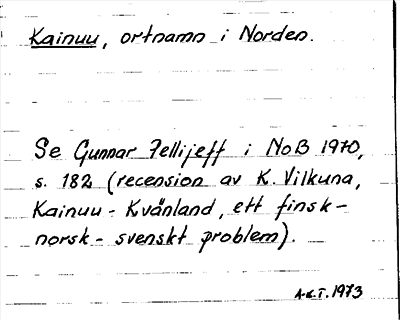 Kainuu, ortnamn i Norden.
Se Gunnar Pellijeff i NoB 1970,
s. 182 (recension av K. Vilkuna,
Kainuu - Kvänland, ett finsk-
norsk - svenskt problem).
A-K.T. 1973